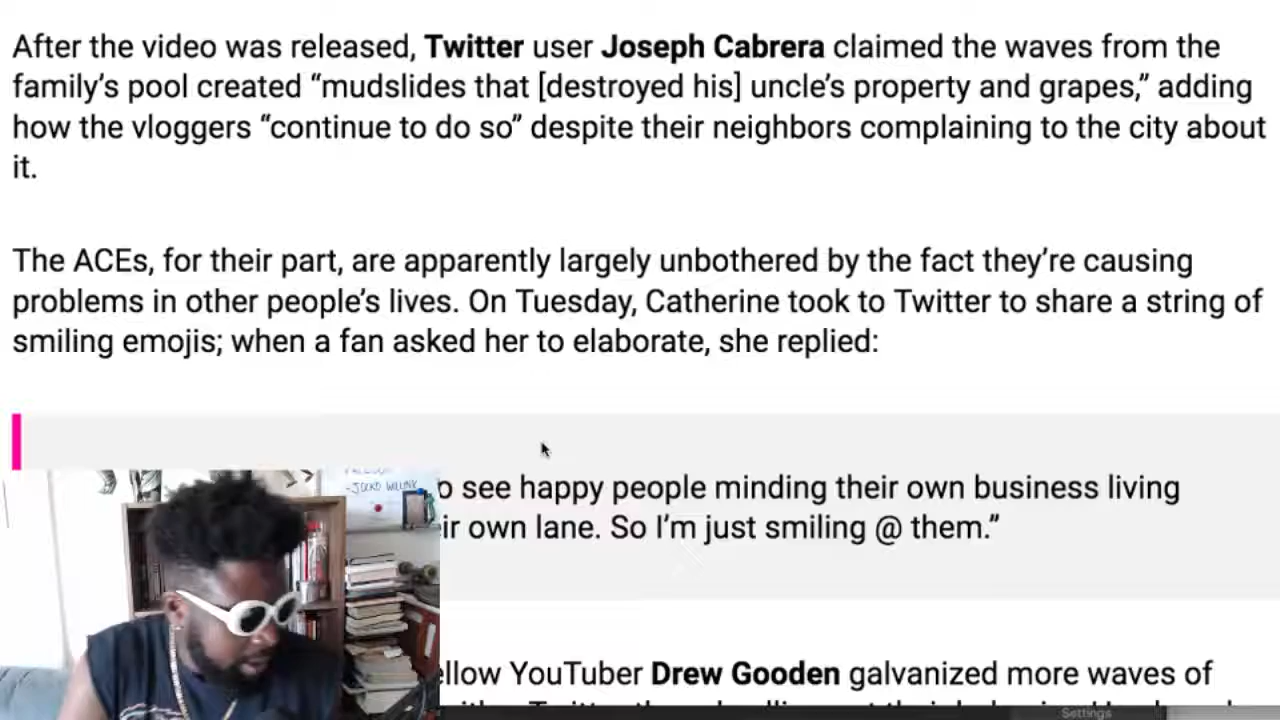 After the video was released, Twitter user Joseph Cabrera claimed the waves from the
family’s pool created “mudslides that [destroyed his] uncle’s property and grapes,” adding
how the vloggers “continue to do so” despite their neighbors complaining to the city about
it.
The ACEs, for their part, are apparently largely unbothered by the fact they’re causing
problems in other people’s lives. On Tuesday, Catherine took to Twitter to share a string of
smiling emojis; when a fan asked her to elaborate, she replied:
see happy people minding their own business living
own lane. So I’m just smiling @ them.”
-JOCKO WILLINK
YouTuber Drew Gooden galvanized more waves of
Settings